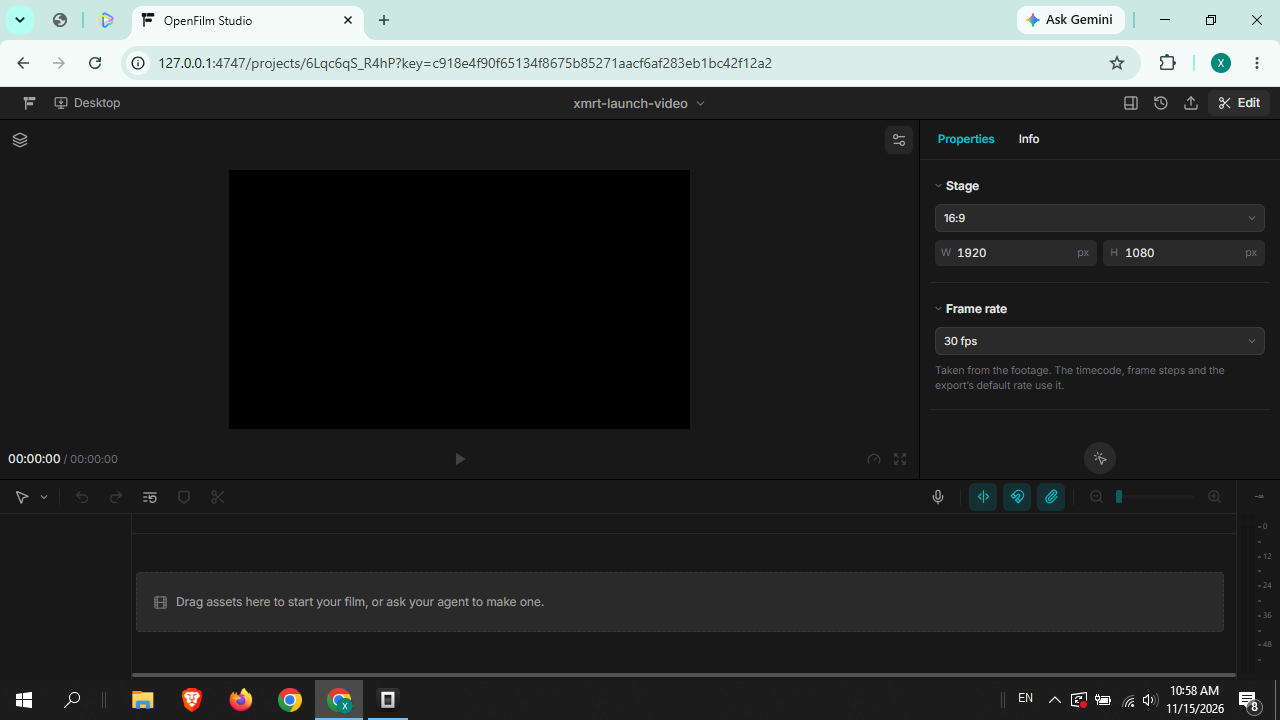 OpenFilm Studio
Ask Gemini
127.0.0.1:4747/projects/6Lqc6qS_R4hP?key=c918e4f90f65134f8675b85271aacf6af283eb1bc42f12a2
X
Desktop
xmrt-launch-video
Edit
Properties
Info
Stage
16:9
W 1920 px
H 1080 px
Frame rate
30 fps
Taken from the footage. The timecode, frame steps and the
export's default rate use it.
00:00:00 / 00:00:00
-∞
0
12
24
36
48
Drag assets here to start your film, or ask your agent to make one.
X
EN
10:58 AM
11/15/2026
8